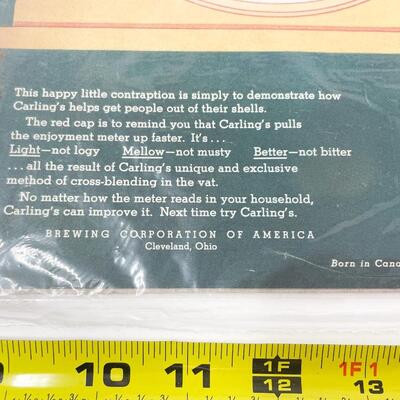 This happy little contraption is simply to demonstrate how
Carling's helps get people out of their shells.
The red cap is to remind you that Carling's pulls
the enjoyment meter up faster. It's...
Light—not logy Mellow—not musty Better—not bitter
...all the result of Carling's unique and exclusive
method of cross-blending in the vat.
No matter how the meter reads in your household,
Carling's can improve it. Next time try Carling's.
BREWING CORPORATION OF AMERICA
Cleveland, Ohio
Born in Cana
10 11 1F 12 1F1 13